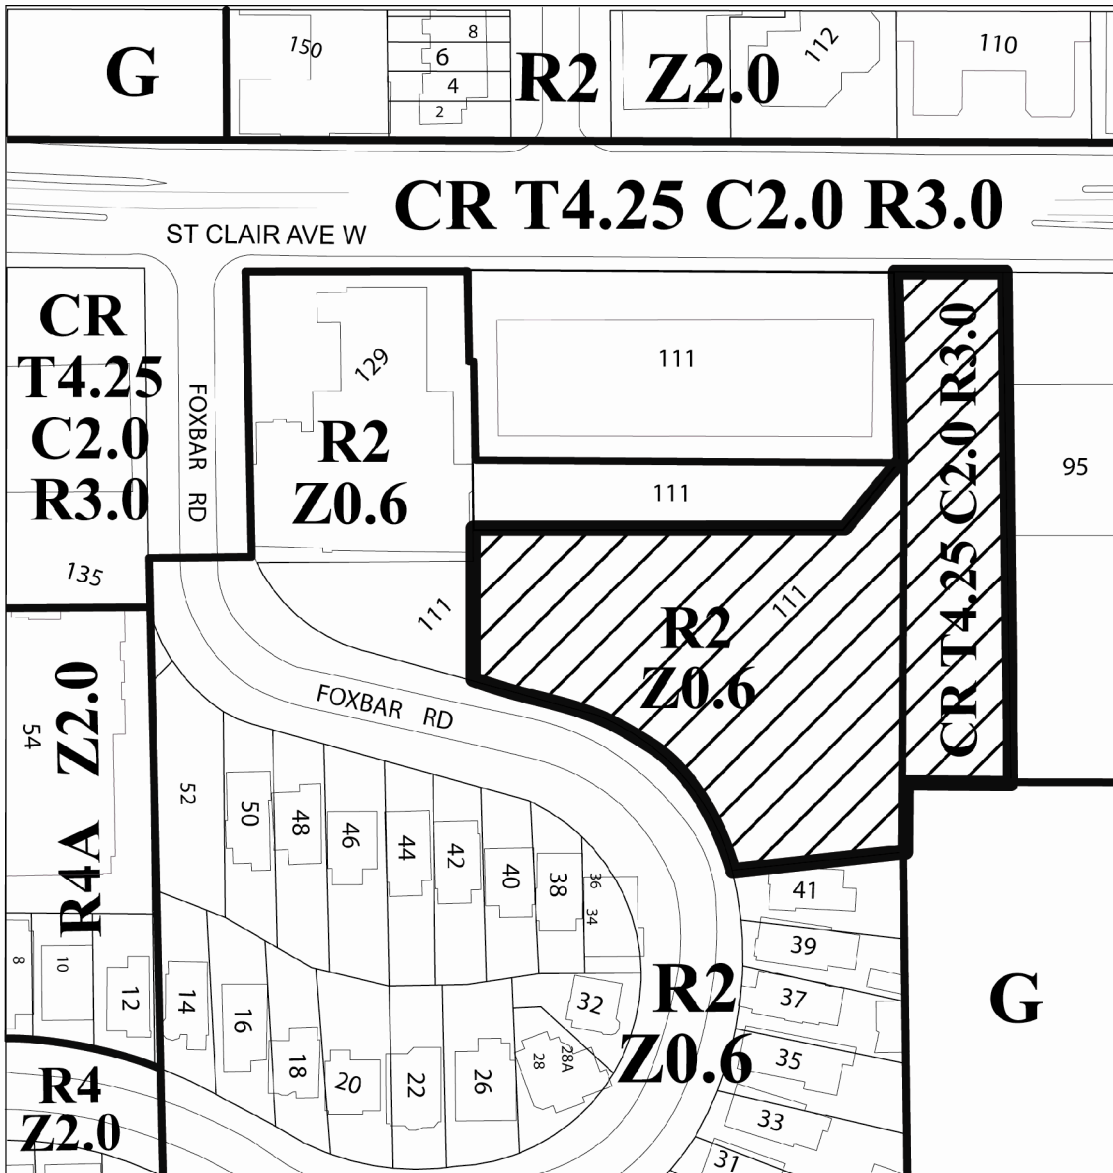 G
150
8
6
4
2
R2 Z2.0
112
110
CR T4.25 C2.0 R3.0
ST CLAIR AVE W
CR
T4.25
C2.0
R3.0
135
FOXBAR RD
129
R2
Z0.6
111
111
111
R2
Z0.6
111
CR T4.25 C2.0 R3.0
95
FOXBAR RD
54
R4A Z2.0
52
50
48
46
44
42
40
38
36
34
41
39
37
35
33
31
R2
Z0.6
G
8
10
12
14
16
18
20
22
26
28
28A
32
R4
Z2.0